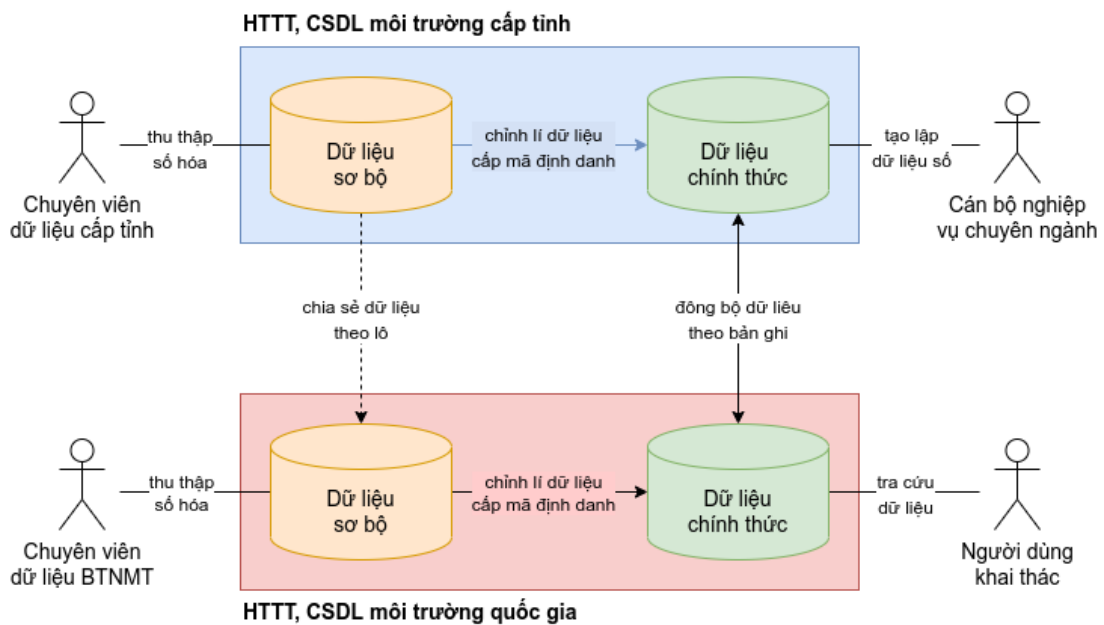 HTTT, CSDL môi trường cấp tỉnh
thu thập
số hóa
Dữ liệu
sơ bộ
chỉnh lí dữ liệu
cấp mã định danh
Dữ liệu
chính thức
tạo lập
dữ liệu số
Chuyên viên
dữ liệu cấp tỉnh
Cán bộ nghiệp
vụ chuyên ngành
chia sẻ dữ liệu
theo lô
đông bộ dữ liêu
theo bản ghi
thu thập
số hóa
Dữ liệu
sơ bộ
chỉnh lí dữ liệu
cấp mã định danh
Dữ liệu
chính thức
tra cứu
dữ liệu
Chuyên viên
dữ liệu BTNMT
Người dùng
khai thác
HTTT, CSDL môi trường quốc gia